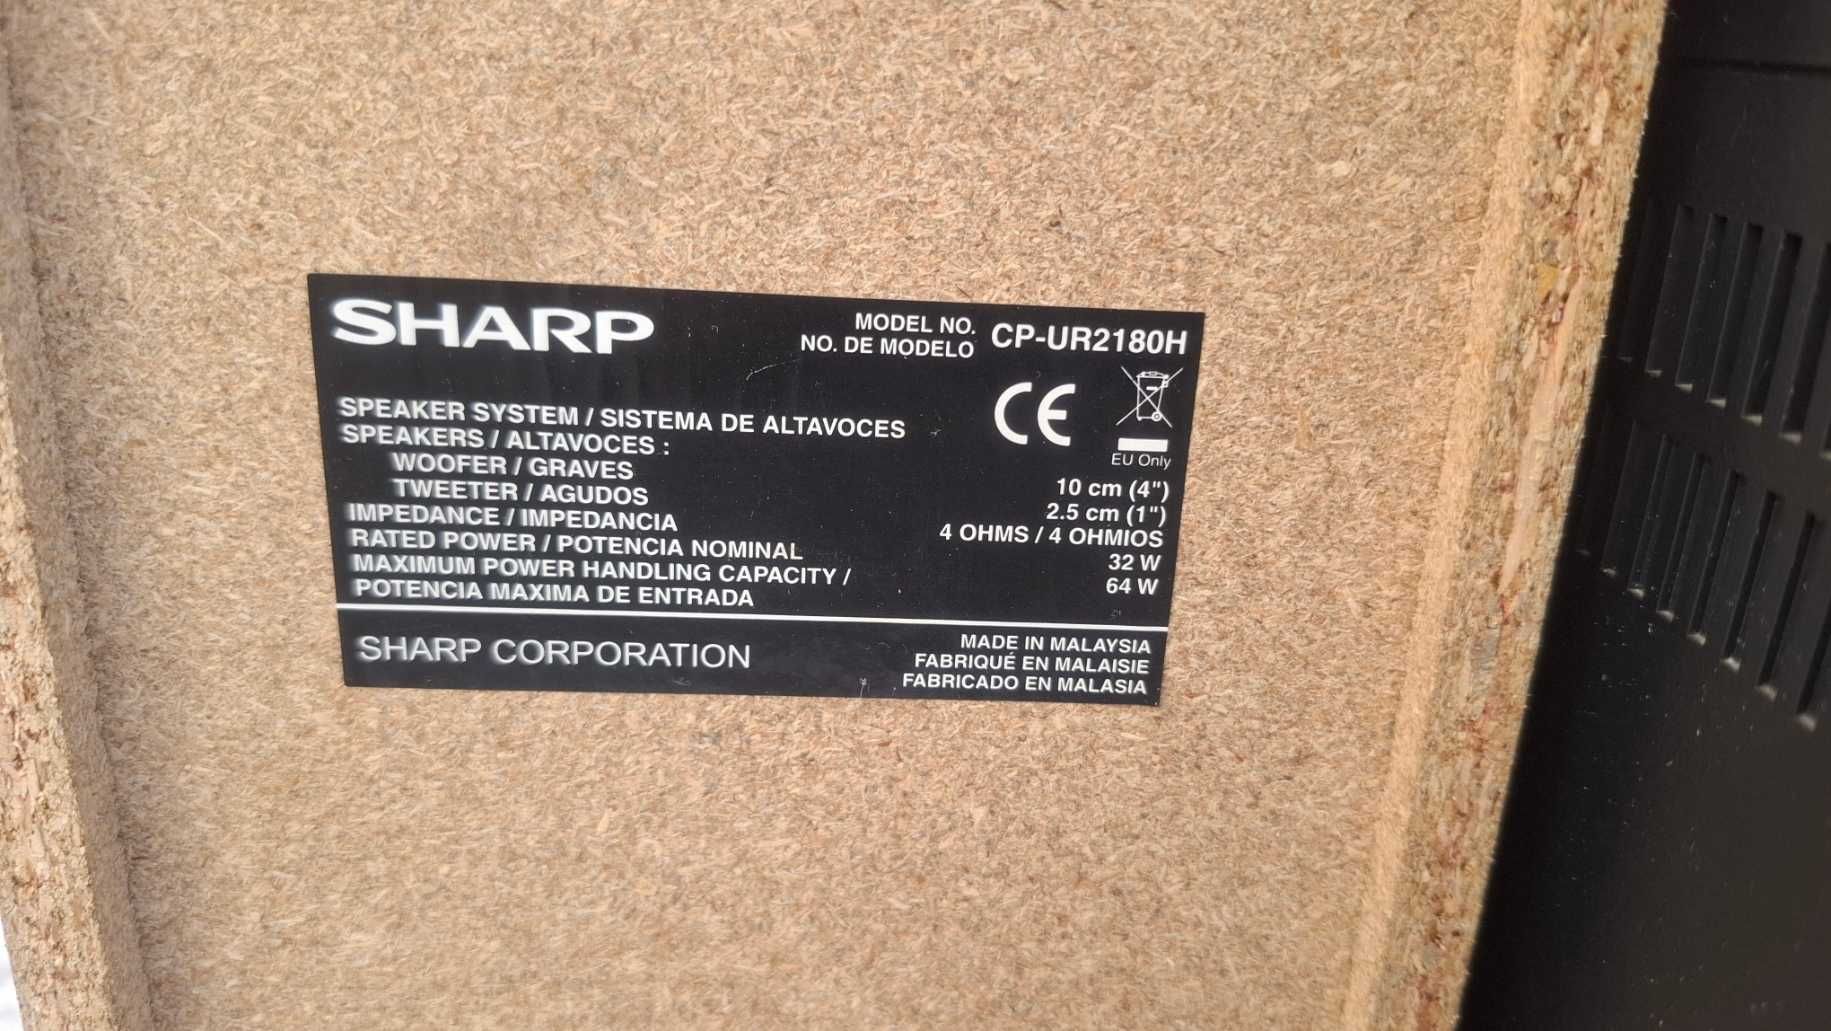 SHARP
MODEL NO.
NO. DE MODELO
CP-UR2180H
CE
EU Only
SPEAKER SYSTEM / SISTEMA DE ALTAVOCES
SPEAKERS / ALTAVOCES :
WOOFER / GRAVES 10 cm (4")
TWEETER / AGUDOS 2.5 cm (1")
IMPEDANCE / IMPEDANCIA 4 OHMS / 4 OHMIOS
RATED POWER / POTENCIA NOMINAL 32 W
MAXIMUM POWER HANDLING CAPACITY / 64 W
POTENCIA MAXIMA DE ENTRADA
SHARP CORPORATION
MADE IN MALAYSIA
FABRIQUÉ EN MALAISIE
FABRICADO EN MALASIA